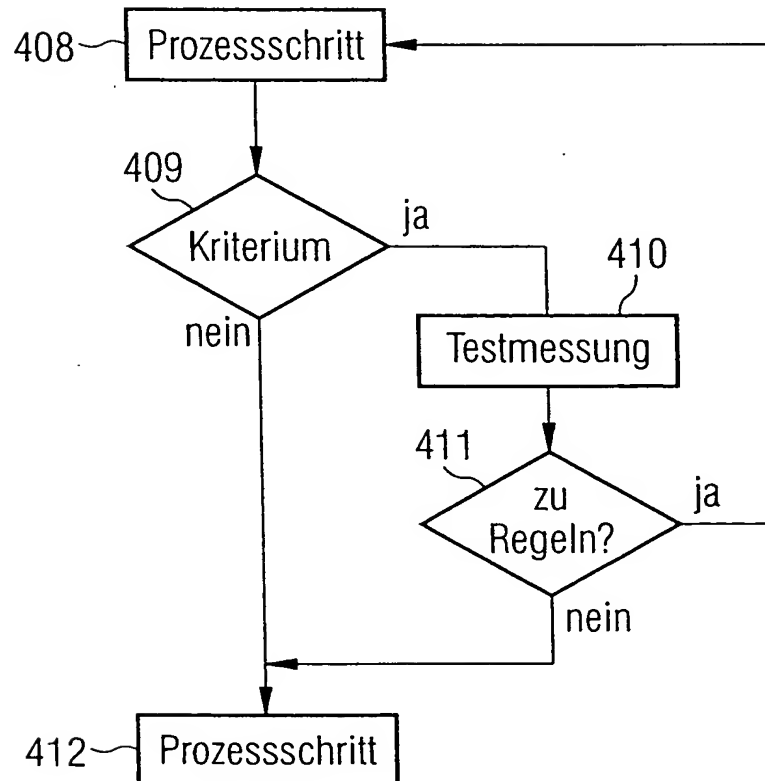 408
Prozessschritt
409
Kriterium
ja
nein
410
Testmessung
411
zu
Regeln?
ja
nein
412
Prozessschritt